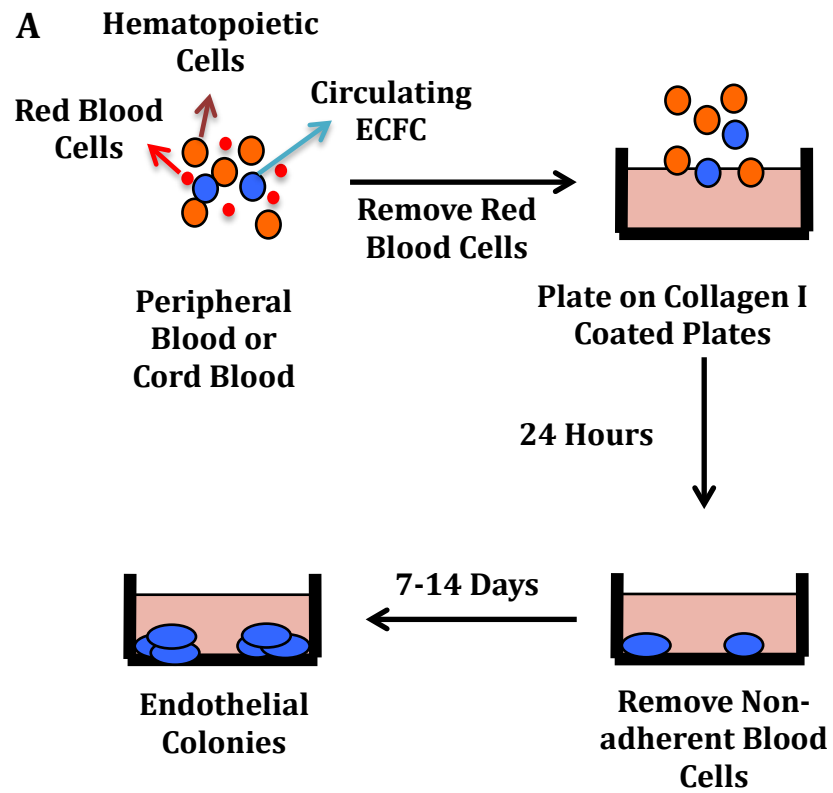 A
Hematopoietic
Cells
Red Blood
Cells
Circulating
ECFC
Remove Red
Blood Cells
Peripheral
Blood or
Cord Blood
Plate on Collagen I
Coated Plates
24 Hours
Remove Non-
adherent Blood
Cells
7-14 Days
Endothelial
Colonies